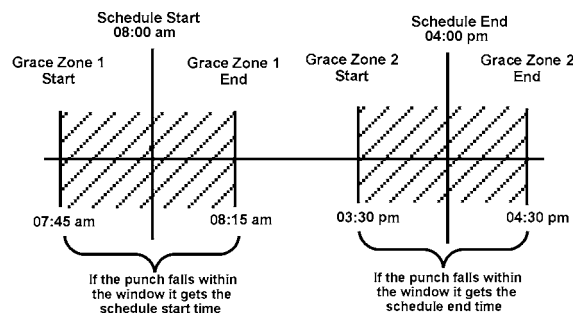 Schedule Start
08:00 am
Schedule End
04:00 pm
Grace Zone 1
Start
Grace Zone 1
End
Grace Zone 2
Start
Grace Zone 2
End
07:45 am
08:15 am
03:30 pm
04:30 pm
If the punch falls within
the window it gets the
schedule start time
If the punch falls within
the window it gets the
schedule end time